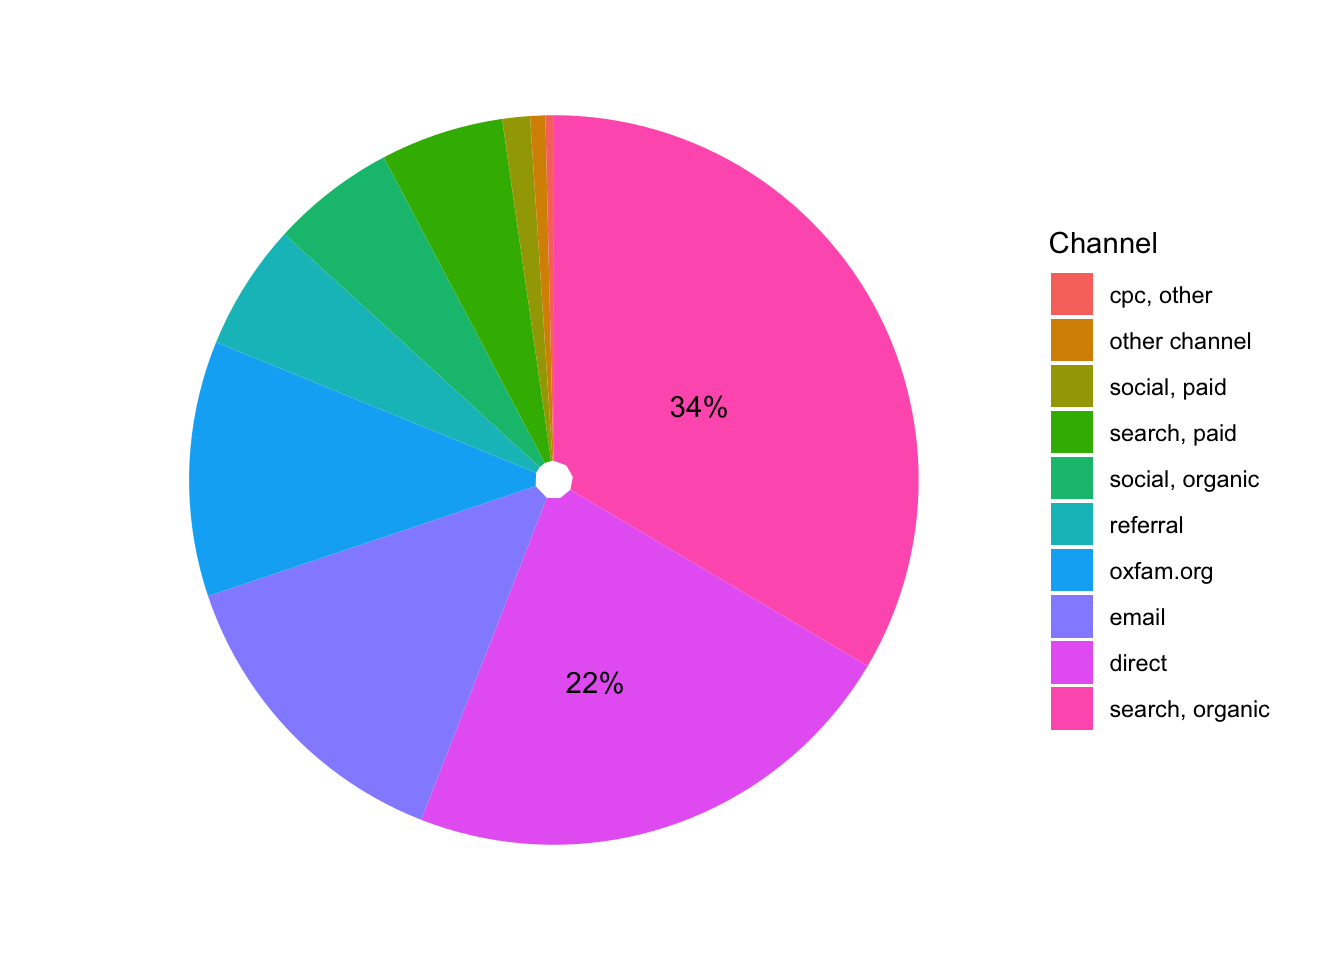 34%
22%
Channel
cpc, other
other channel
social, paid
search, paid
social, organic
referral
oxfam.org
email
direct
search, organic